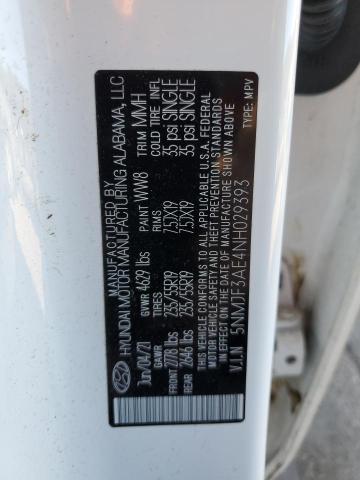 MANUFACTURED BY
HYUNDAI MOTOR MANUFACTURING ALABAMA, LLC
Jun/04/21 GVWR 4629 lbs PAINT WW8 TRIM MMH
GAWR TIRES RIMS COLD TIRE INFL
FRONT 2778 lbs 235/55R19 7.5JX19 35 psi SINGLE
REAR 2646 lbs 235/55R19 7.5JX19 35 psi SINGLE
THIS VEHICLE CONFORMS TO ALL APPLICABLE U.S.A. FEDERAL
MOTOR VEHICLE SAFETY AND THEFT PREVENTION STANDARDS IN
EFFECT ON THE DATE OF MANUFACTURE SHOWN ABOVE
V.I.N 5NMJF3AE4NH029393 TYPE: MPV